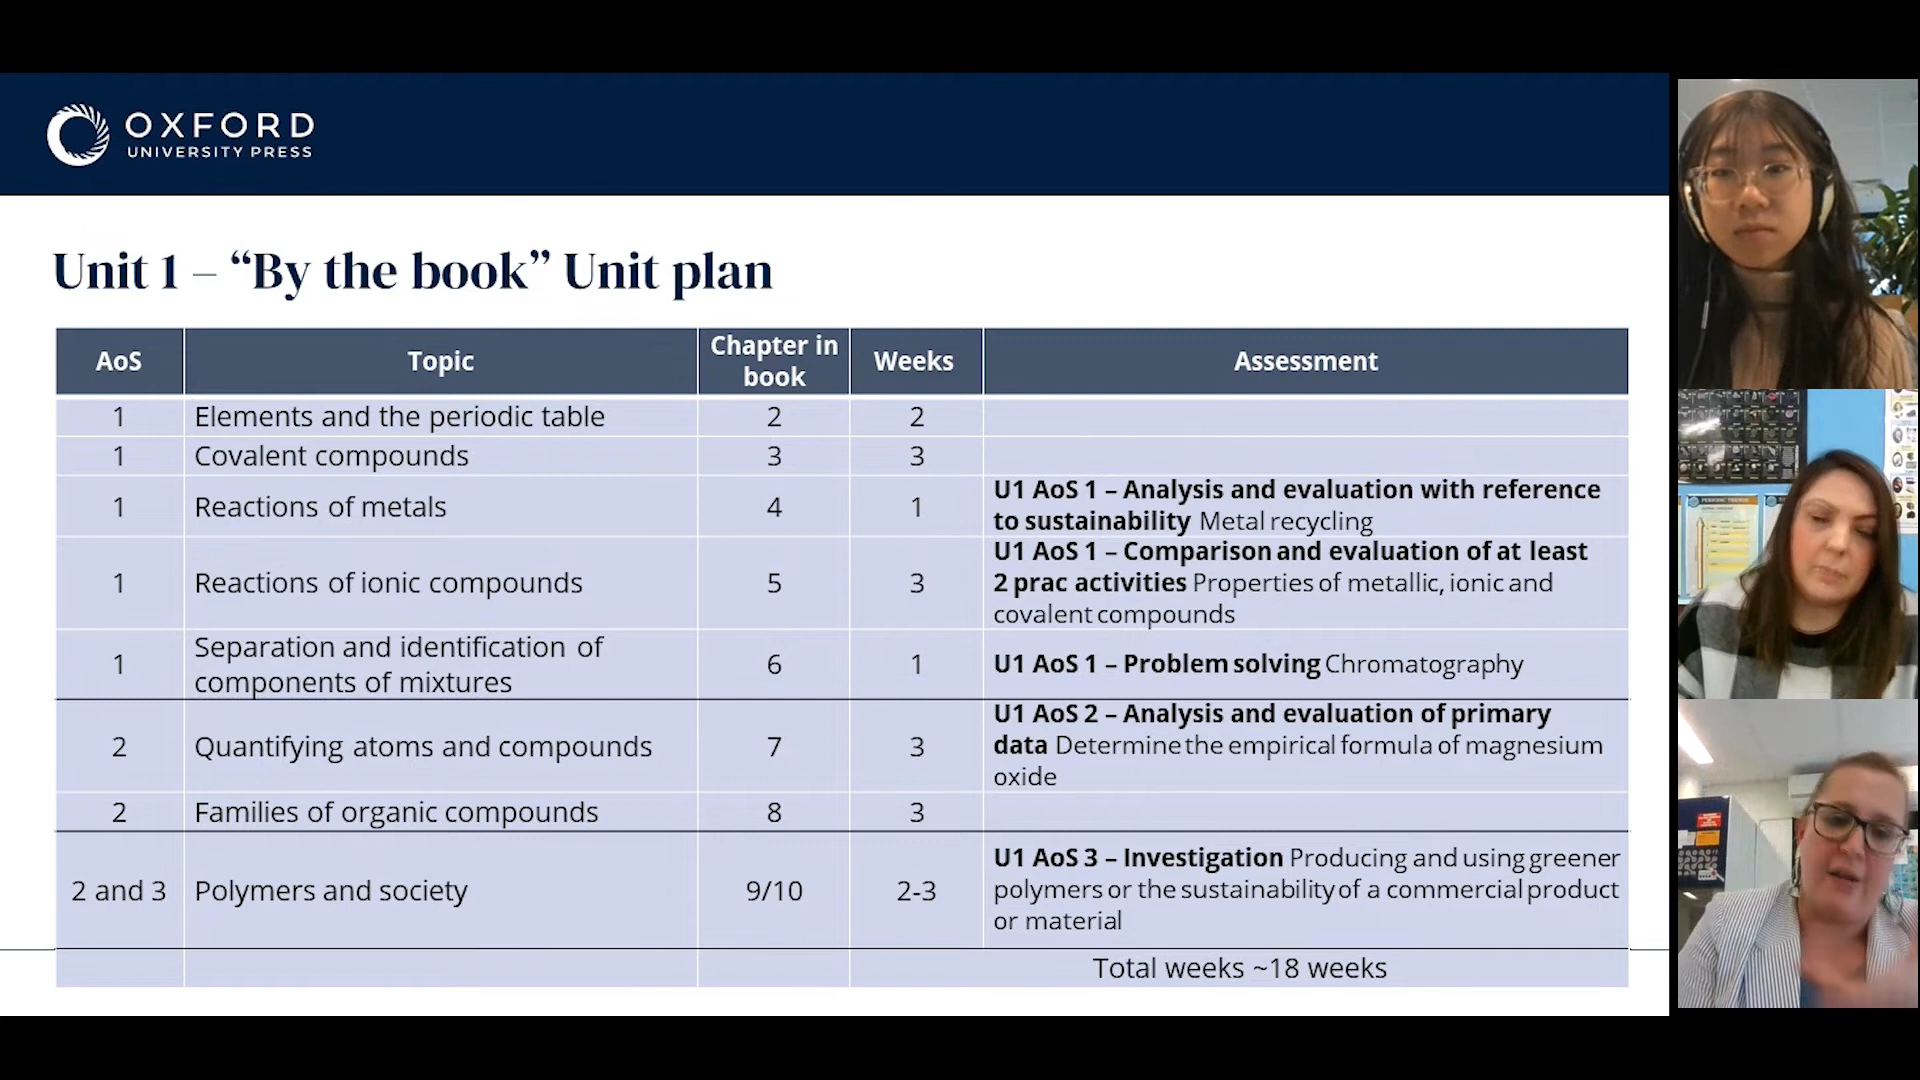 OXFORD
UNIVERSITY PRESS
Unit 1 – “By the book” Unit plan
AoS
Topic
Chapter in
book
Weeks
Assessment
1
Elements and the periodic table
2
2
1
Covalent compounds
3
3
1
Reactions of metals
4
1
U1 AoS 1 – Analysis and evaluation with reference
to sustainability Metal recycling
1
Reactions of ionic compounds
5
3
U1 AoS 1 – Comparison and evaluation of at least
2 prac activities Properties of metallic, ionic and
covalent compounds
1
Separation and identification of
components of mixtures
6
1
U1 AoS 1 – Problem solving Chromatography
2
Quantifying atoms and compounds
7
3
U1 AoS 2 – Analysis and evaluation of primary
data Determine the empirical formula of magnesium
oxide
2
Families of organic compounds
8
3
2 and 3
Polymers and society
9/10
2-3
U1 AoS 3 – Investigation Producing and using greener
polymers or the sustainability of a commercial product
or material
Total weeks ~18 weeks